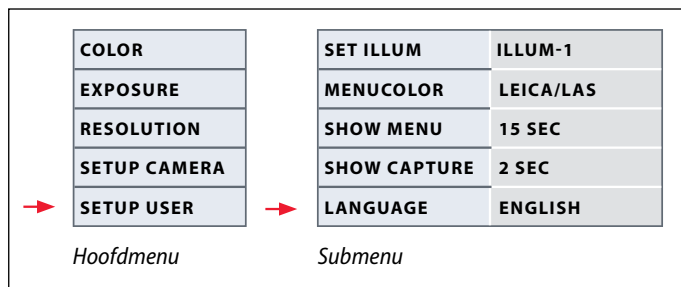 COLOR
EXPOSURE
RESOLUTION
SETUP CAMERA
SETUP USER
Hoofdmenu
SET ILLUM ILLUM-1
MENUCOLOR LEICA/LAS
SHOW MENU 15 SEC
SHOW CAPTURE 2 SEC
LANGUAGE ENGLISH
Submenu